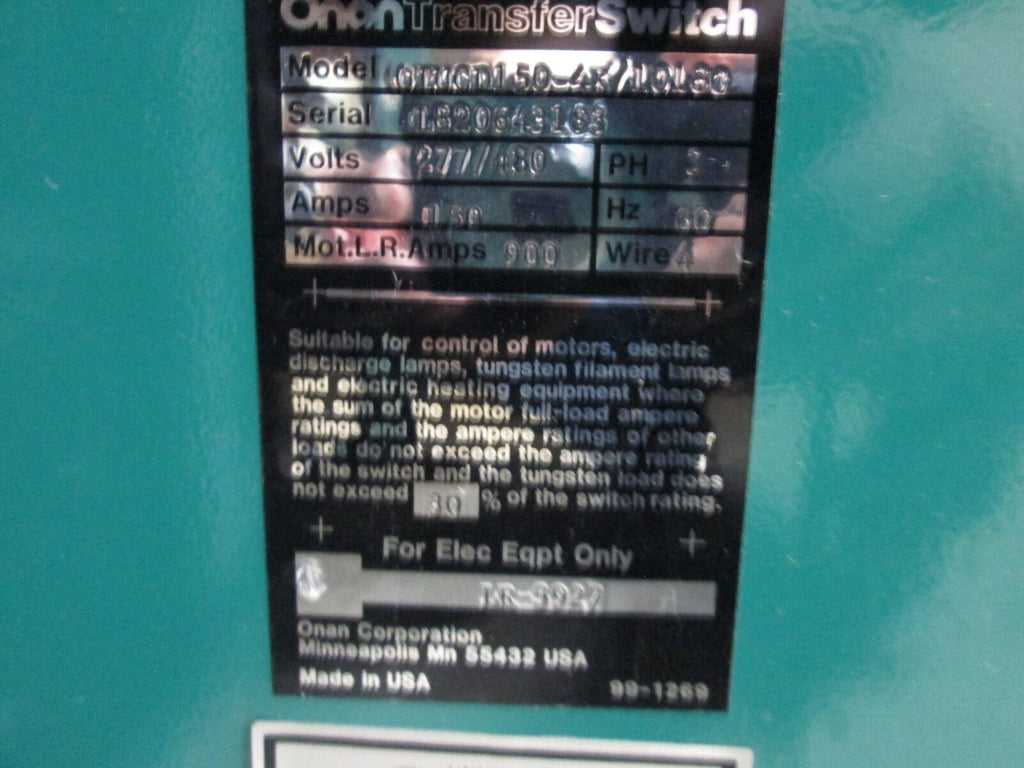 OnanTransferSwitch
Model
Serial L820643183
Volts 277/480 PH 3
Amps 150 Hz 60
Mot.L.R.Amps 900 Wire 4
Suitable for control of motors, electric
discharge lamps, tungsten filament lamps
and electric heating equipment where
the sum of the motor full-load ampere
ratings and the ampere ratings of other
loads do not exceed the ampere rating
of the switch and the tungsten load does
not exceed 30 % of the switch rating.
For Elec Eqpt Only
Onan Corporation
Minneapolis Mn 55432 USA
Made in USA 99-1269